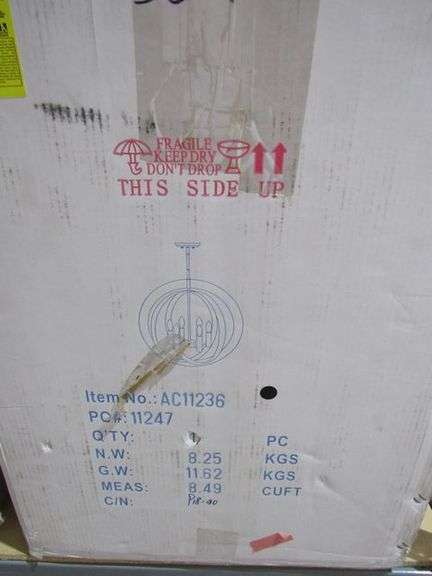 FRAGILE
KEEP DRY
DON'T DROP
THIS SIDE UP
Item No.: AC11236
PO#: 11247
Q'TY: 1 PC
N.W: 8.25 KGS
G.W: 11.62 KGS
MEAS: 8.49 CUFT
C/N: